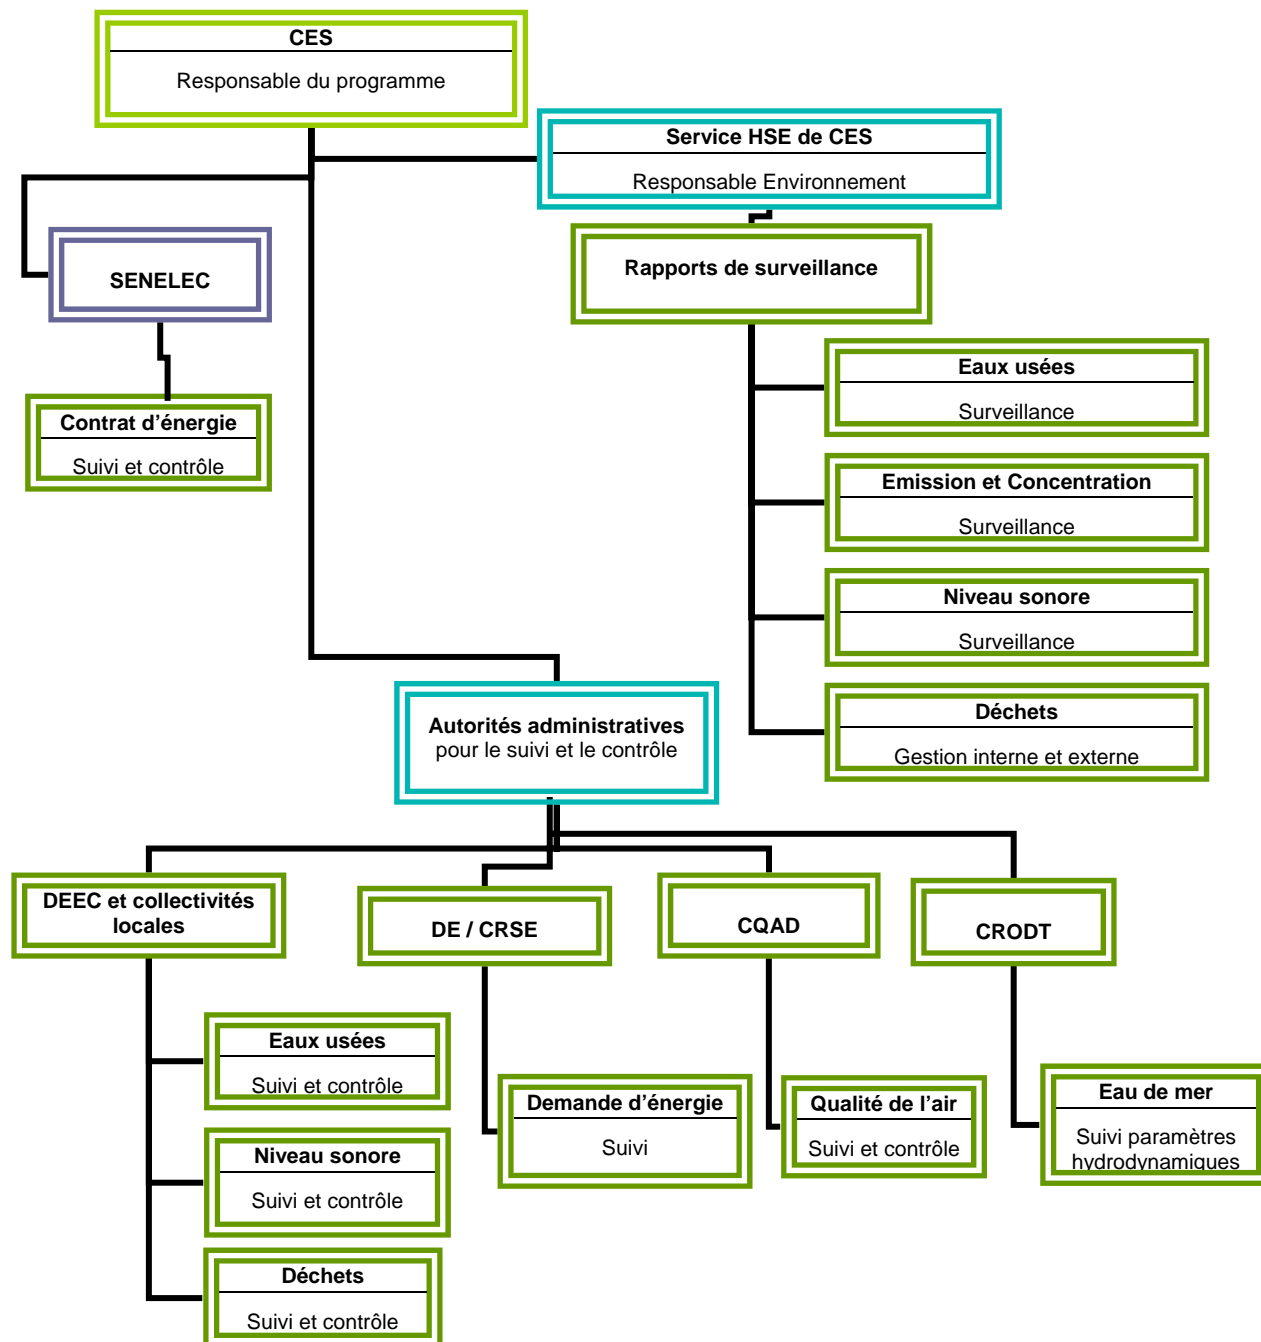 CES
Responsable du programme
Service HSE de CES
Responsable Environnement
SENELEC
Rapports de surveillance
Contrat d’énergie
Suivi et contrôle
Eaux usées
Surveillance
Emission et Concentration
Surveillance
Niveau sonore
Surveillance
Déchets
Gestion interne et externe
Autorités administratives
pour le suivi et le contrôle
DEEC et collectivités
locales
DE / CRSE
CQAD
CRODT
Eaux usées
Suivi et contrôle
Niveau sonore
Suivi et contrôle
Déchets
Suivi et contrôle
Demande d’énergie
Suivi
Qualité de l’air
Suivi et contrôle
Eau de mer
Suivi paramètres
hydrodynamiques